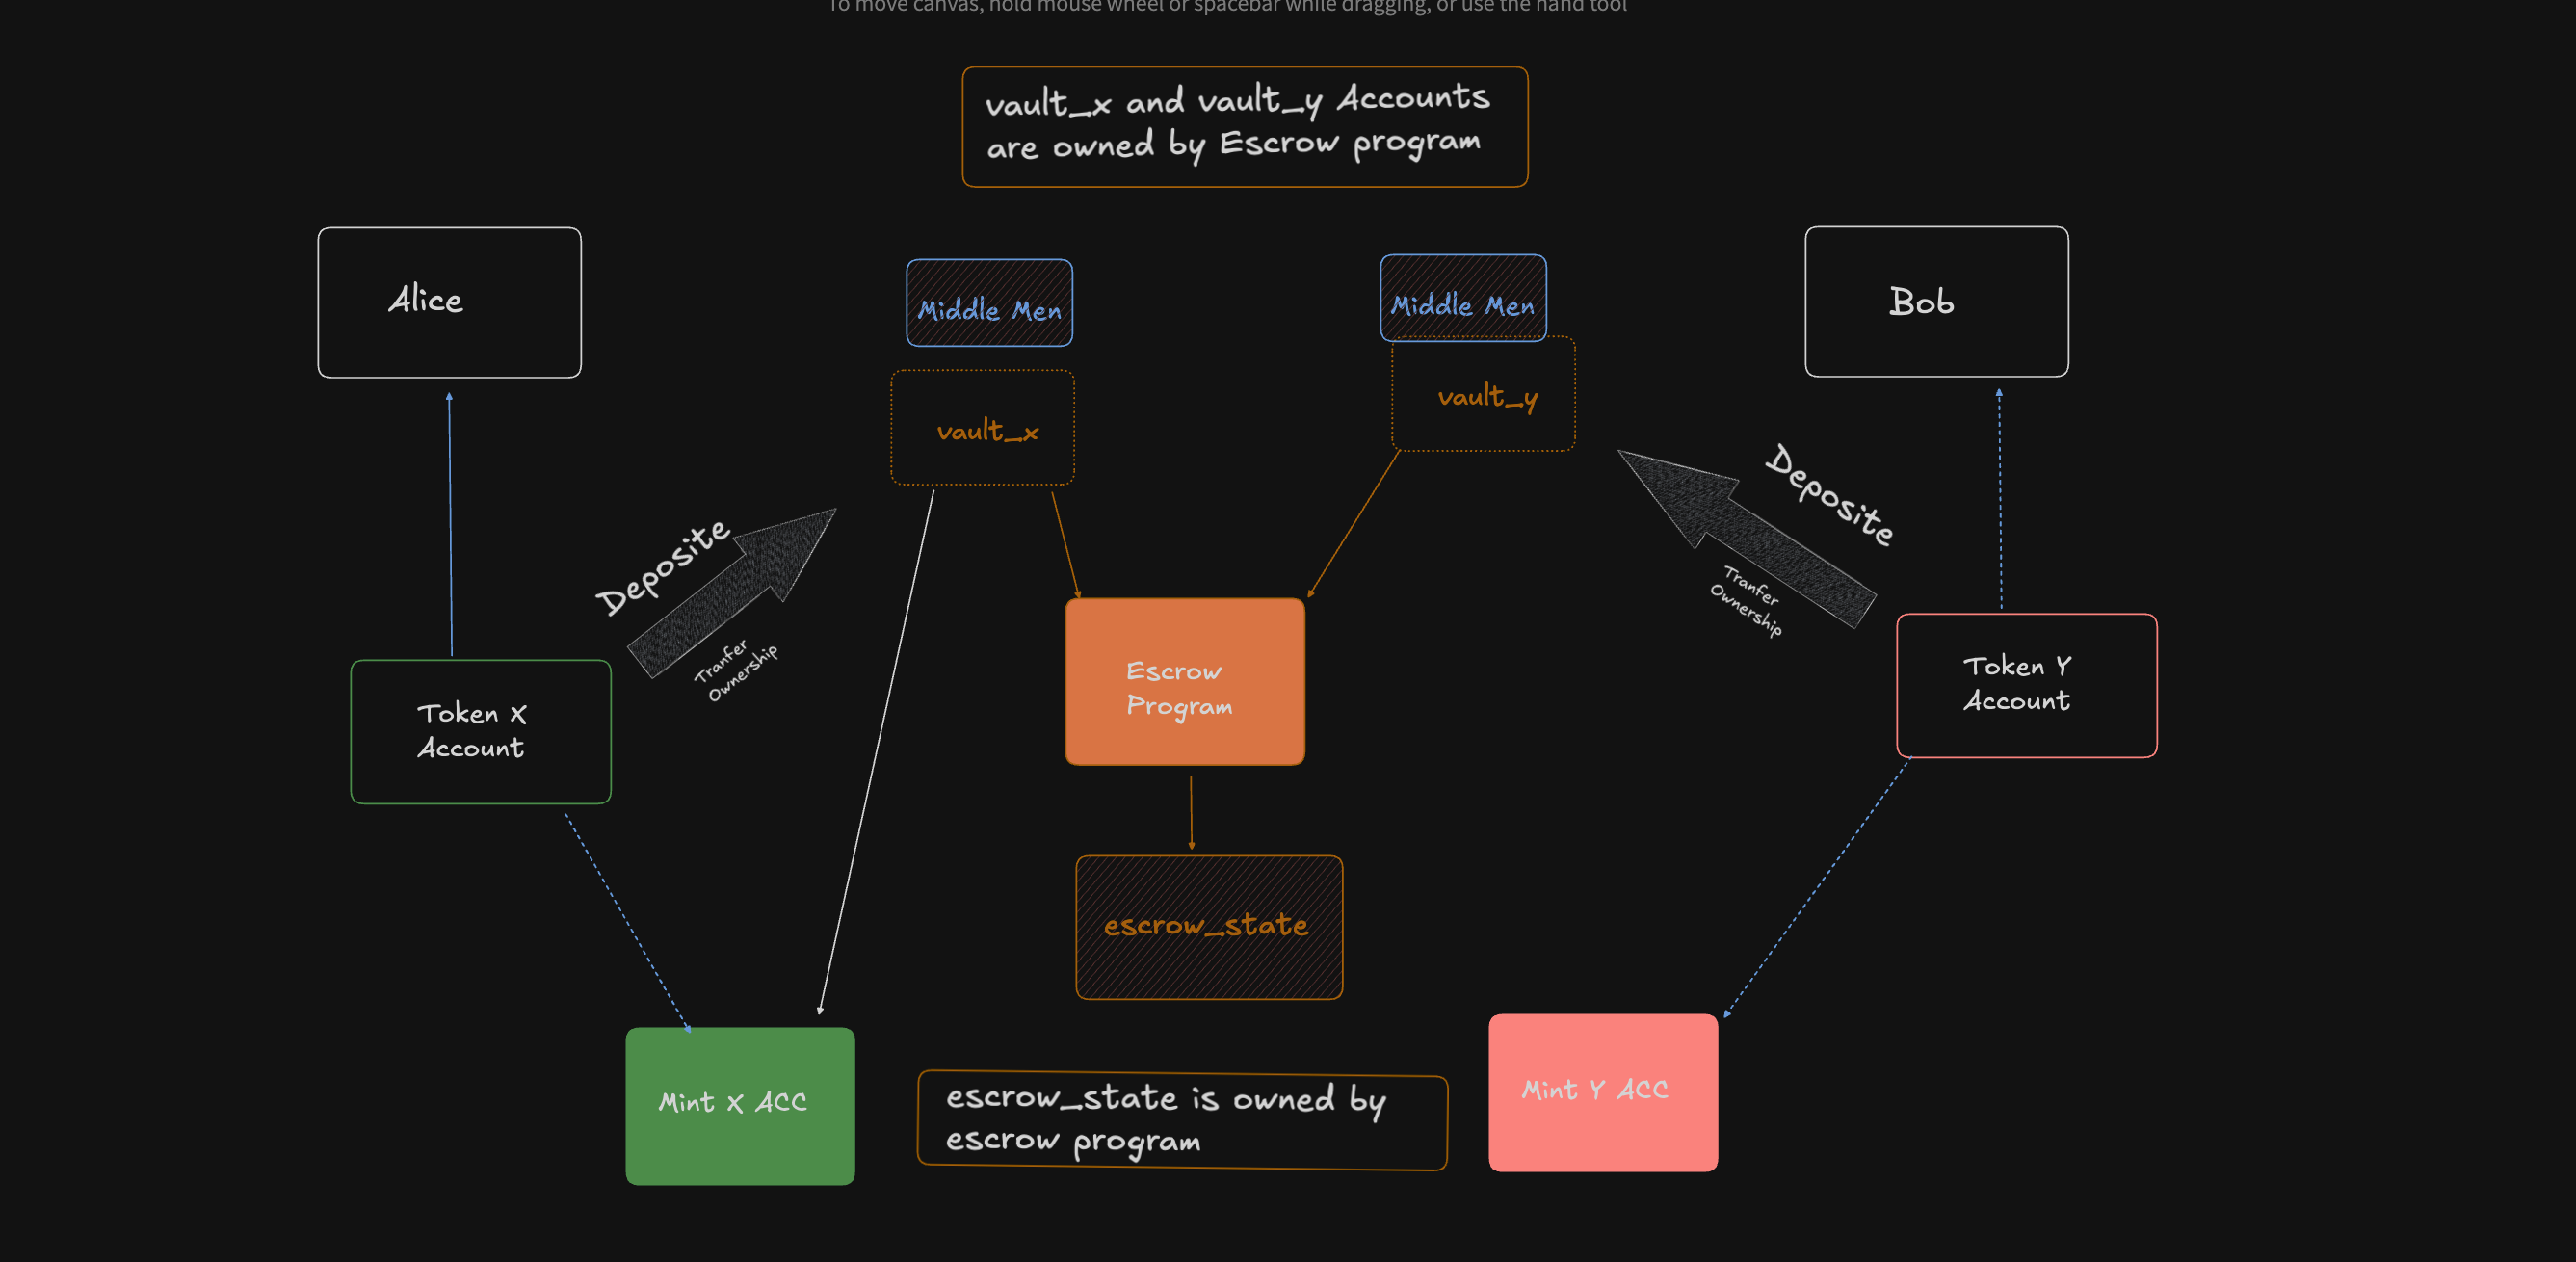 To move canvas, hold mouse wheel or spacebar while dragging, or use the hand tool
vault_x and vault_y Accounts
are owned by Escrow program
Alice
Middle Men
Middle Men
Bob
vault_x
vault_y
Deposite
Tranfer
Ownership
Deposite
Tranfer
Ownership
Token X
Account
Escrow
Program
Token Y
Account
escrow_state
Mint X ACC
escrow_state is owned by
escrow program
Mint Y ACC